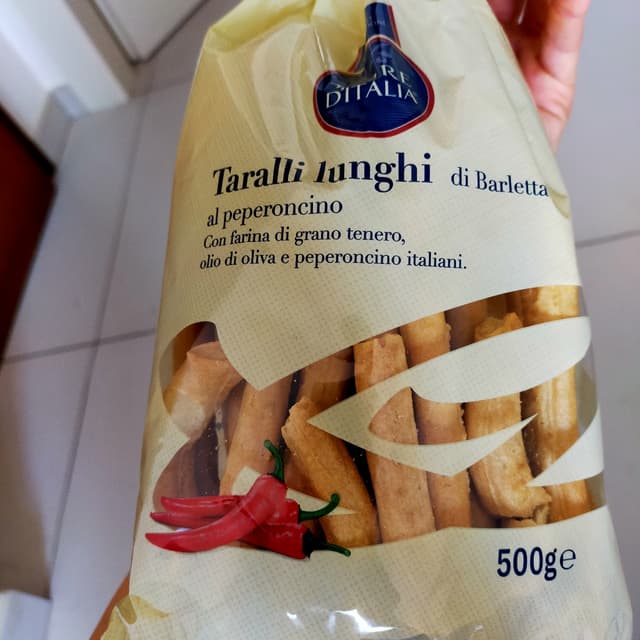 D'ITALIA
Taralli lunghi di Barletta
al peperoncino
Con farina di grano tenero,
olio di oliva e peperoncino italiani.
500g e